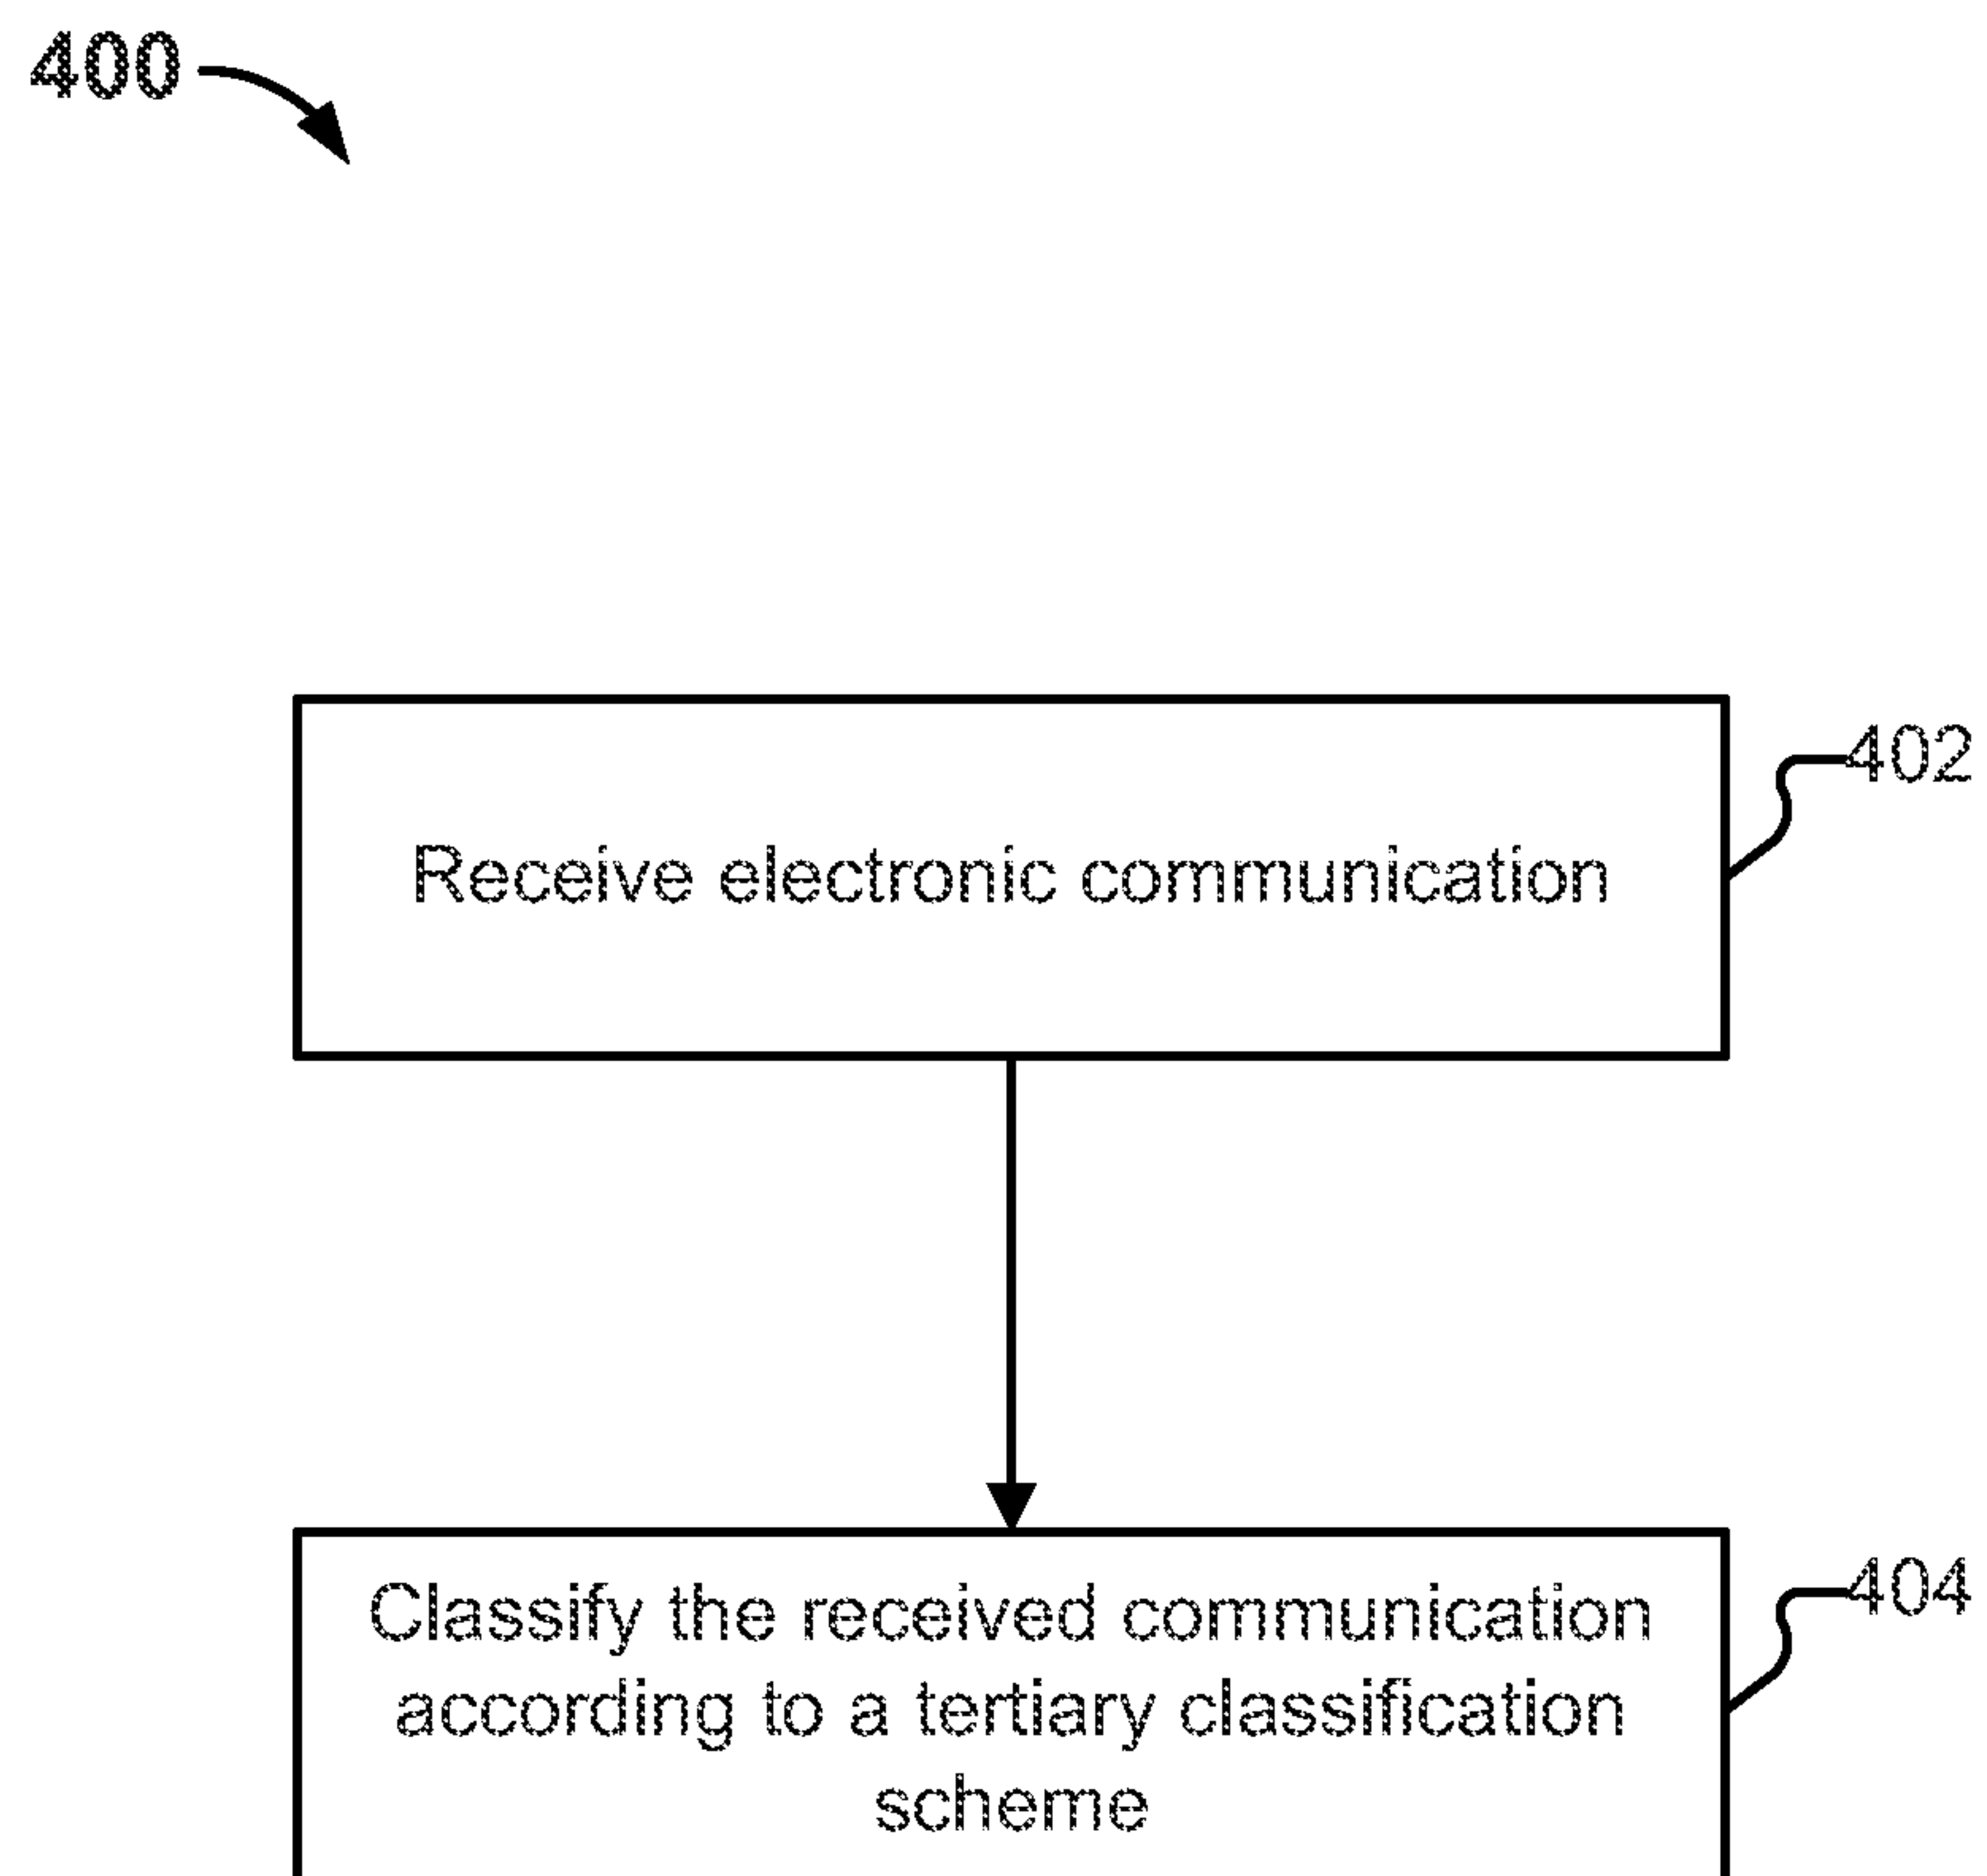 400
402
Receive electronic communication
404
Classify the received communication
according to a tertiary classification
scheme